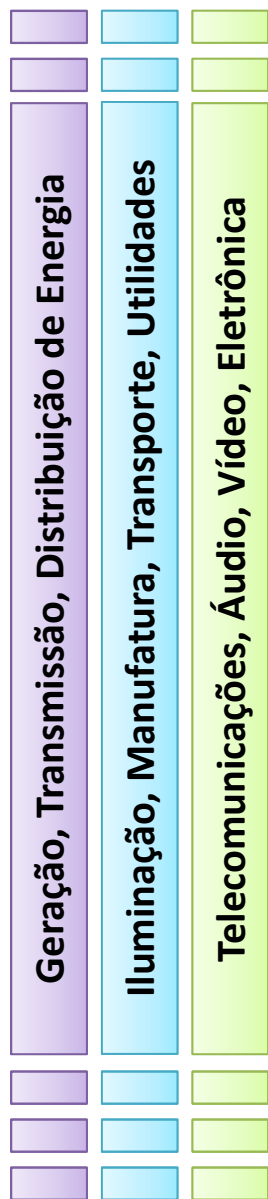 Geração, Transmissão, Distribuição de Energia
Iluminação, Manufatura, Transporte, Utilidades
Telecomunicações, Áudio, Vídeo, Eletrônica